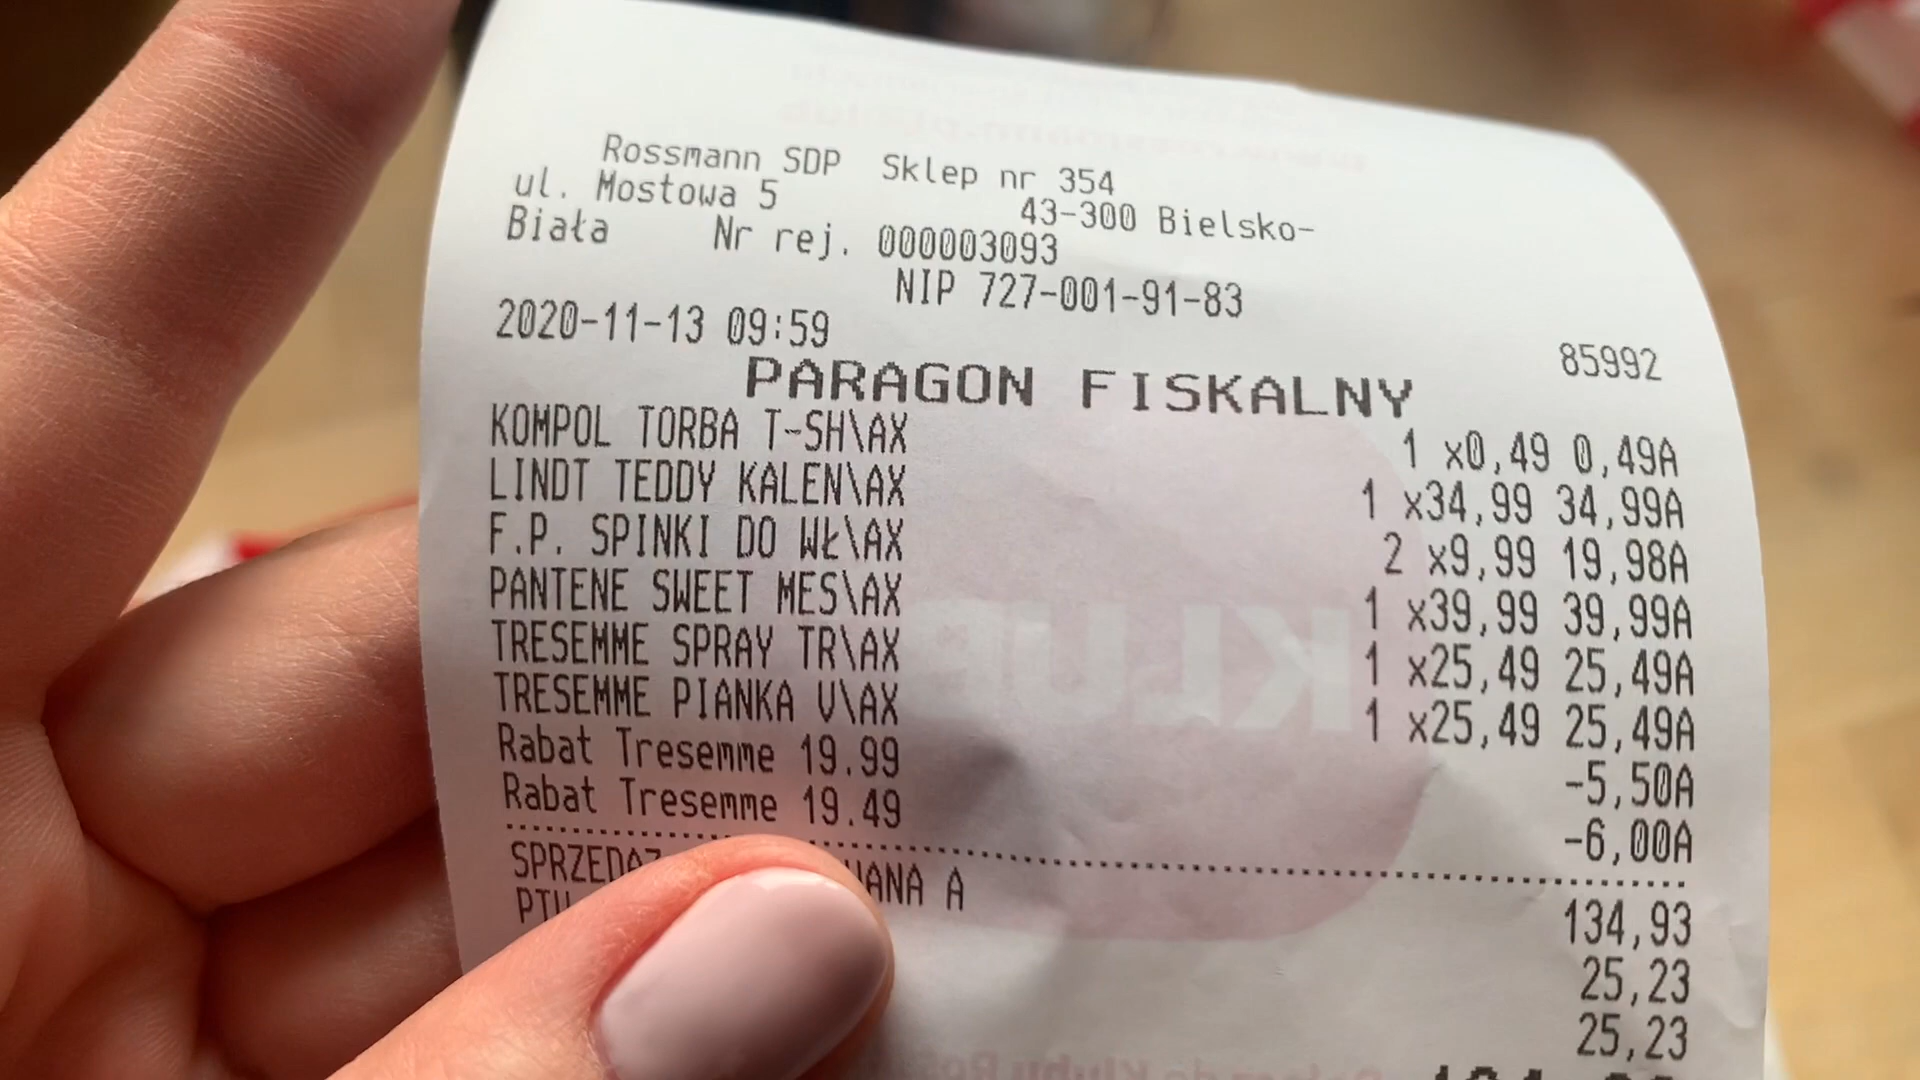 Rossmann SDP Sklep nr 354
ul. Mostowa 5 43-300 Bielsko-
Biała Nr rej. 000003093
NIP 727-001-91-83
2020-11-13 09:59 85992
PARAGON FISKALNY
KOMPOL TORBA T-SH\AX 1 x0,49 0,49A
LINDT TEDDY KALEN\AX 1 x34,99 34,99A
F.P. SPINKI DO WŁ\AX 2 x9,99 19,98A
PANTENE SWEET MES\AX 1 x39,99 39,99A
TRESEMME SPRAY TR\AX 1 x25,49 25,49A
TRESEMME PIANKA V\AX 1 x25,49 25,49A
Rabat Tresemme 19.99 -5,50A
Rabat Tresemme 19.49 -6,00A
A 134,93
PTU 25,23
25,23
KLUB